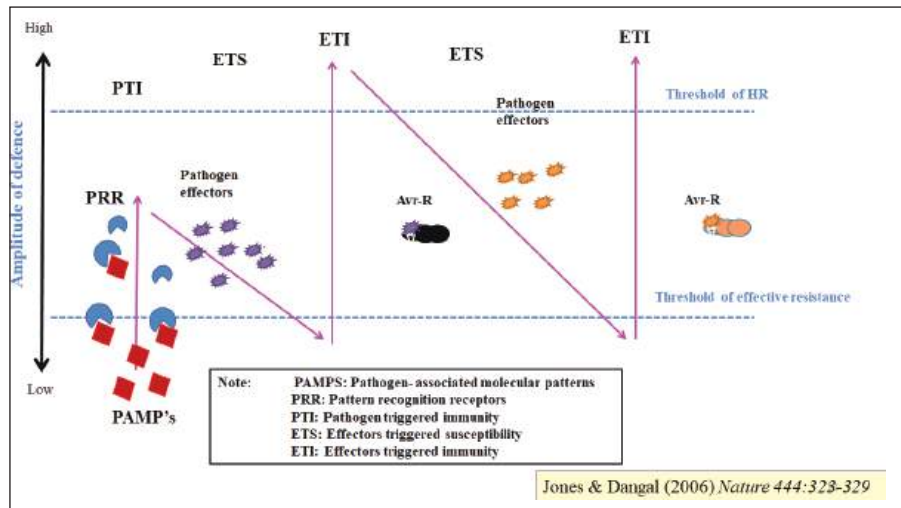 High
ETI
ETI
ETS
ETS
PTI
Threshold of HR
Pathogen
effectors
Amplitude of defence
Pathogen
effectors
PRR
Avr-R
Avr-R
Threshold of effective resistance
Low
PAMP's
Note: PAMPS: Pathogen-associated molecular patterns
PRR: Pattern recognition receptors
PTI: Pathogen triggered immunity
ETS: Effectors triggered susceptibility
ETI: Effectors triggered immunity
Jones & Dangal (2006) Nature 444:323-329